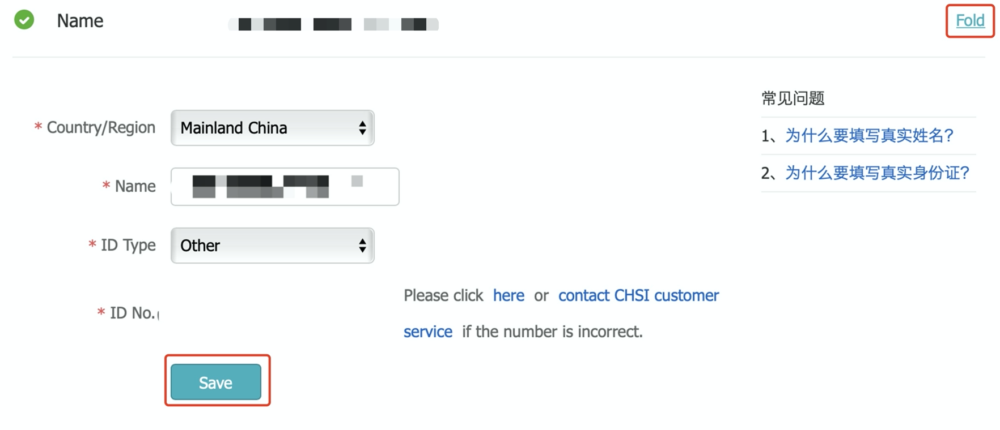 Name
Fold
* Country/Region Mainland China
* Name
* ID Type Other
* ID No.
Please click here or contact CHSI customer
service if the number is incorrect.
Save
常见问题
1、为什么要填写真实姓名?
2、为什么要填写真实身份证?